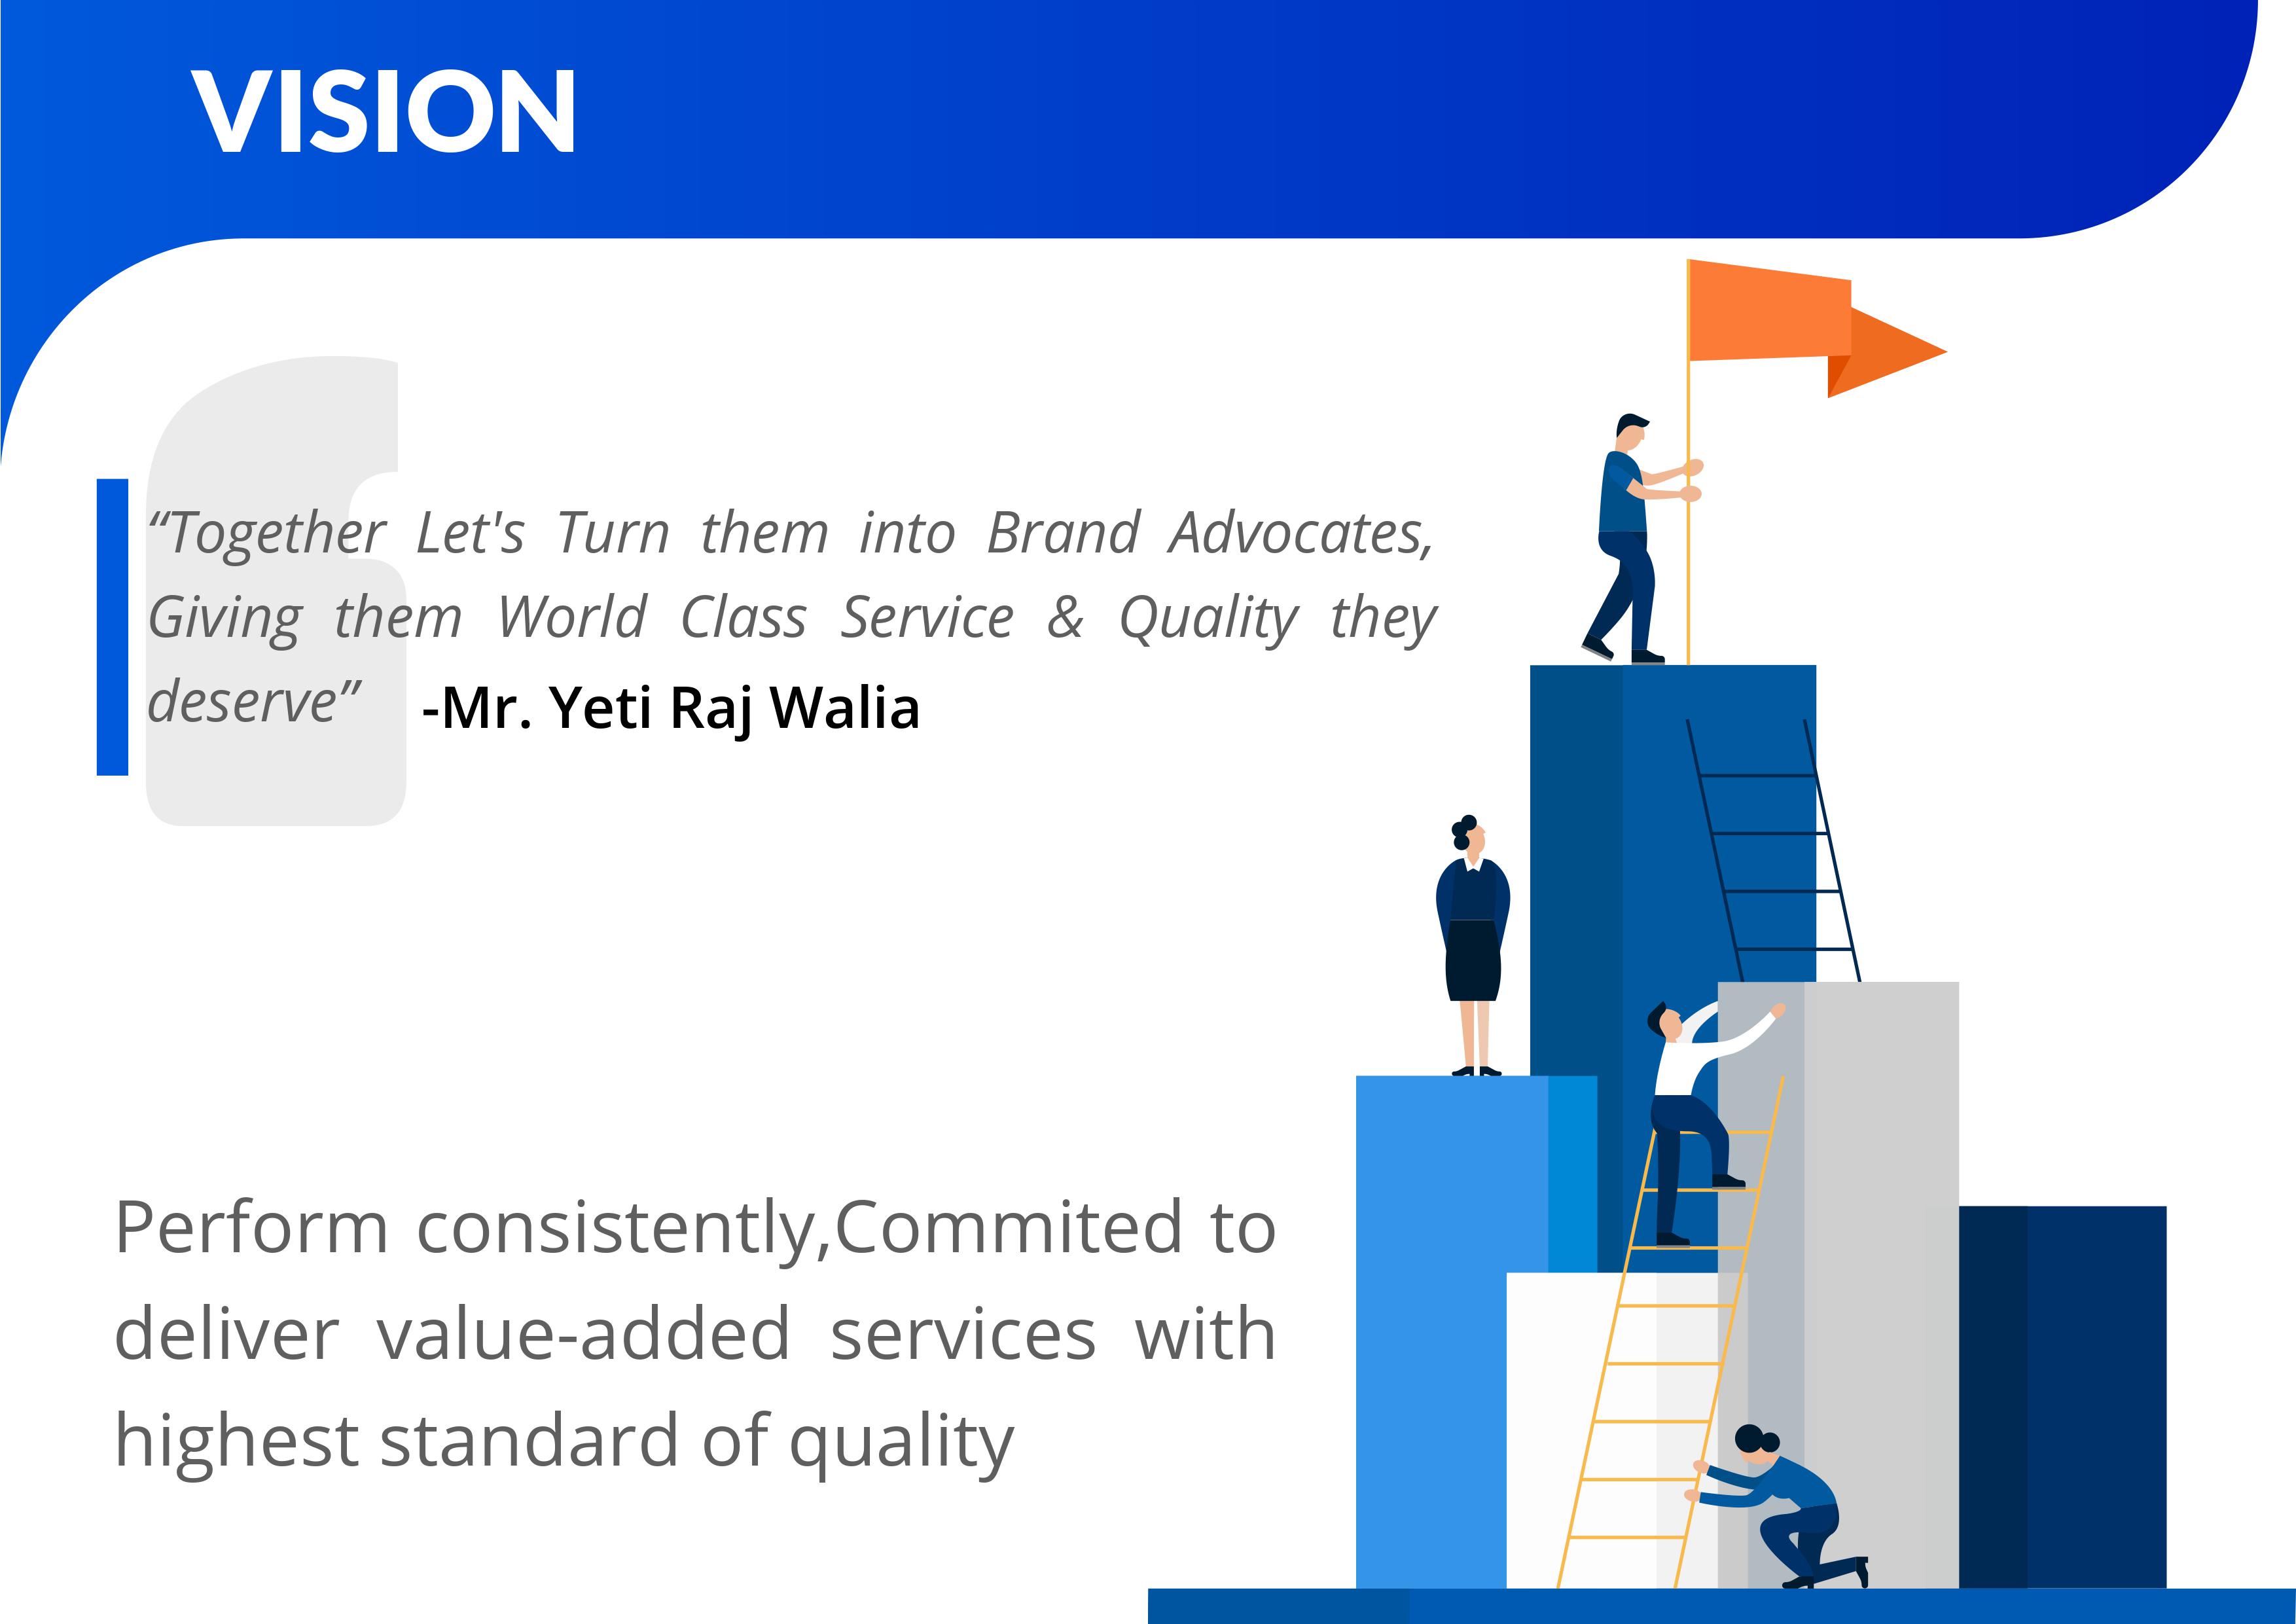 VISION
“Together Let's Turn them into Brand Advocates,
Giving them World Class Service & Quality they
deserve” -Mr. Yeti Raj Walia
Perform consistently,Commited to
deliver value-added services with
highest standard of quality